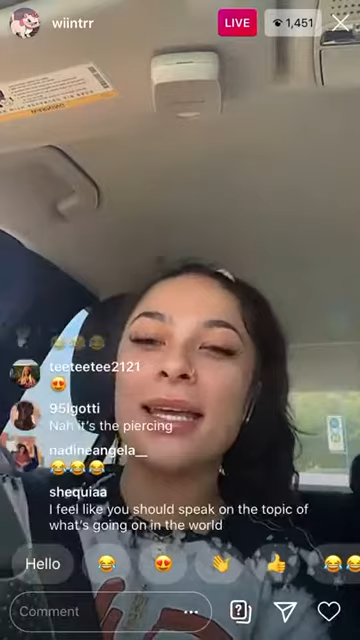 wiintrr
LIVE
1,451
teeteetee2121
😍
95lgotti
Nah it's the piercing
nadineangela__
😂😂😂
shequiaa
I feel like you should speak on the topic of
what's going on in the world
Hello 😂 😍 👋 👍 😂😂
Comment